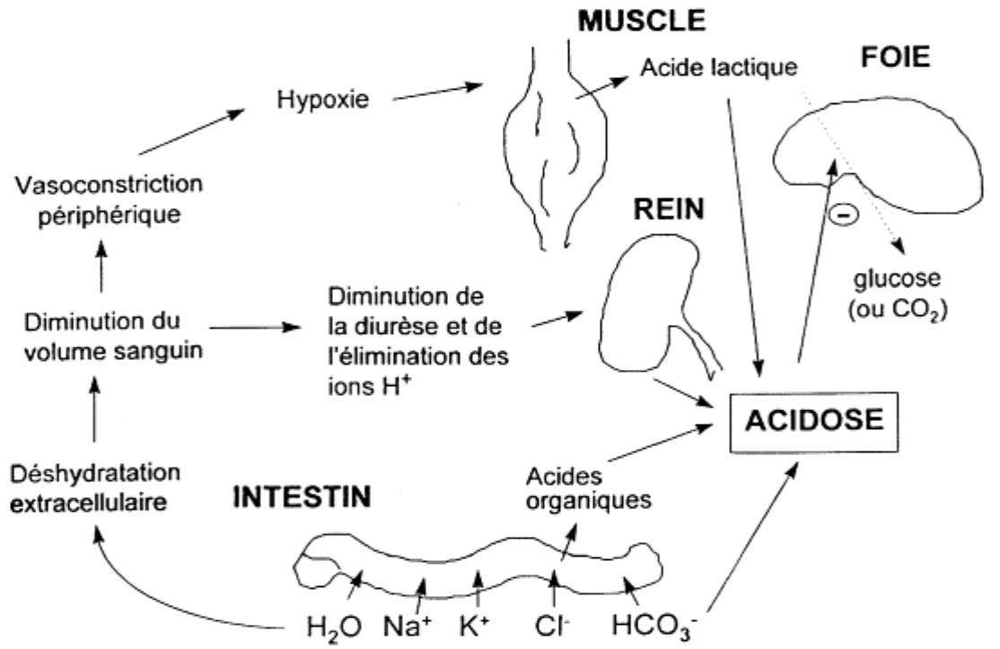 MUSCLE
Acide lactique
FOIE
Hypoxie
Vasoconstriction
périphérique
REIN
glucose
(ou CO₂)
Diminution de
la diurèse et de
l'élimination des
ions H⁺
Diminution du
volume sanguin
ACIDOSE
Déshydratation
extracellulaire
INTESTIN
Acides
organiques
H₂O Na⁺ K⁺ Cl⁻ HCO₃⁻